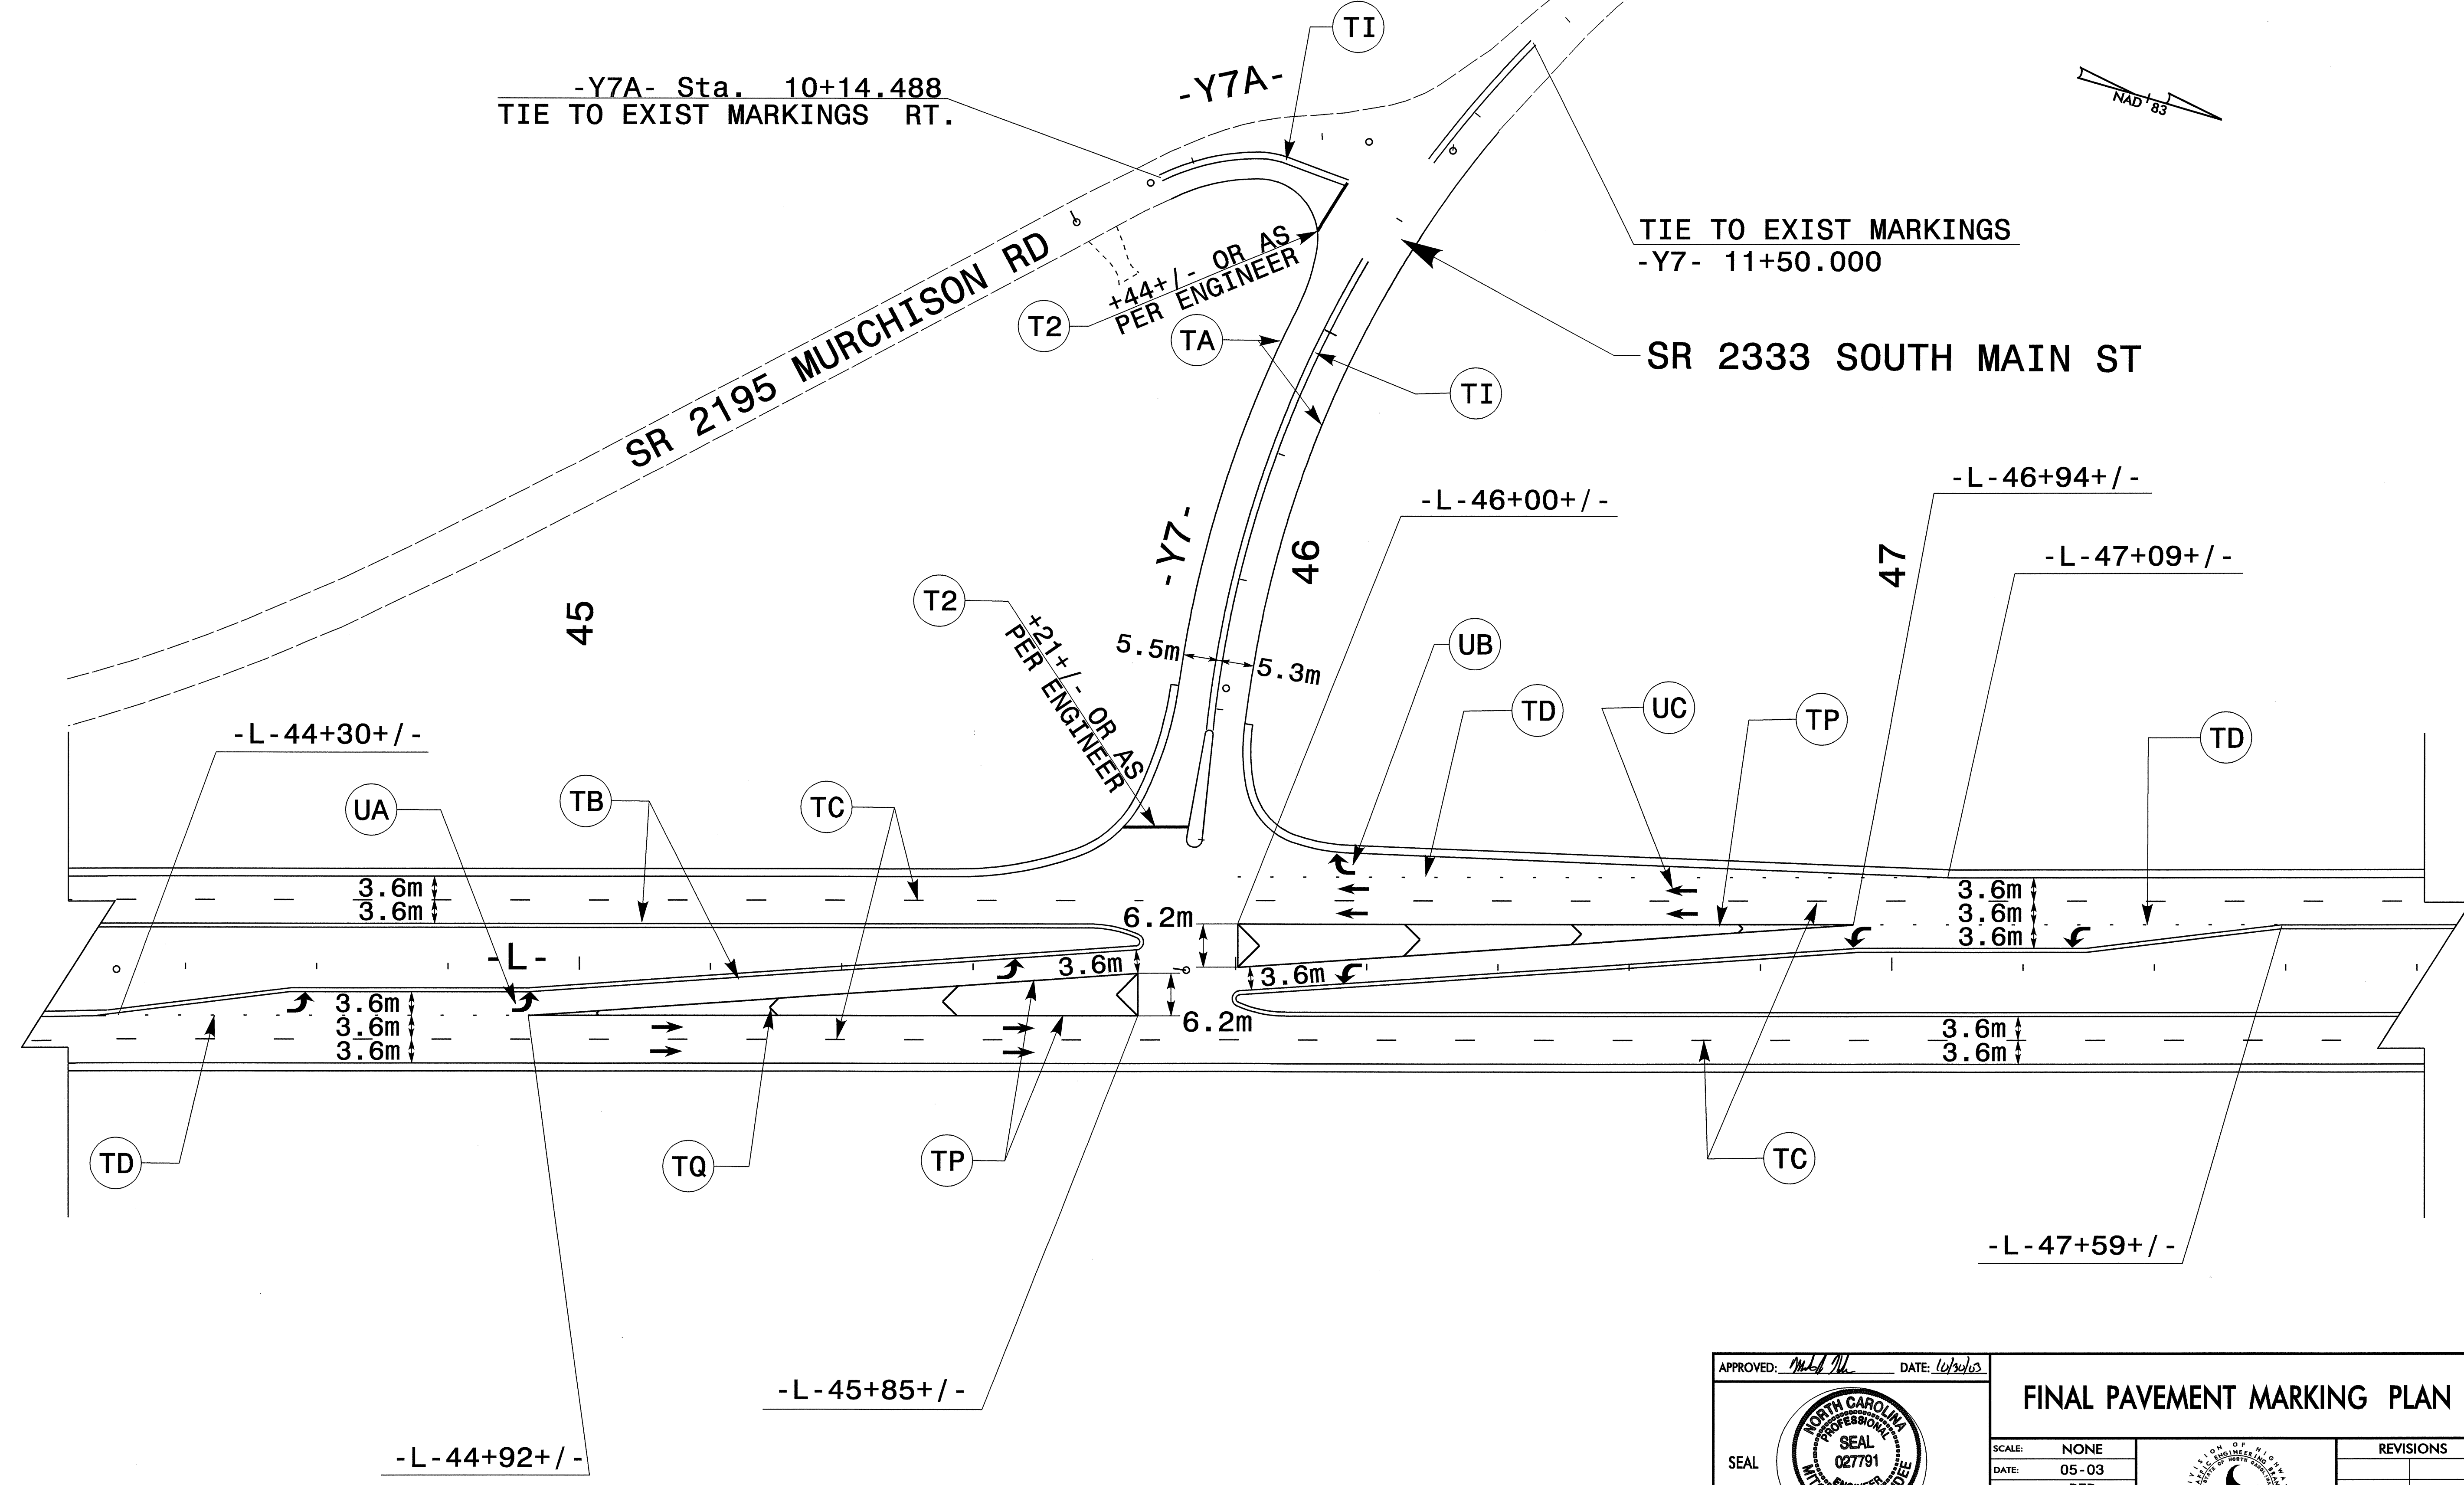 TI
-Y7A-
-Y7A- Sta. 10+14.488
TIE TO EXIST MARKINGS RT.
NAD 83
TIE TO EXIST MARKINGS
-Y7- 11+50.000
SR 2195 MURCHISON RD
+44+/- OR AS
PER ENGINEER
T2
TA
SR 2333 SOUTH MAIN ST
TI
-L-46+94+/-
-L-46+00+/-
-Y7-
46
47
-L-47+09+/-
45
T2
+21+/- OR AS
PER ENGINEER
5.5m
5.3m
UB
TD
UC
TP
TD
-L-44+30+/-
UA
TB
TC
3.6m
3.6m
6.2m
3.6m
3.6m
3.6m
-L-
3.6m
3.6m
3.6m
3.6m
3.6m
6.2m
3.6m
3.6m
TD
TQ
TP
TC
-L-47+59+/-
-L-45+85+/-
-L-44+92+/-
APPROVED:
DATE: 10/30/03
FINAL PAVEMENT MARKING PLAN
SEAL
NORTH CAROLINA
PROFESSIONAL
SEAL
027791
ENGINEER
SCALE: NONE
DATE: 05-03
REVISIONS